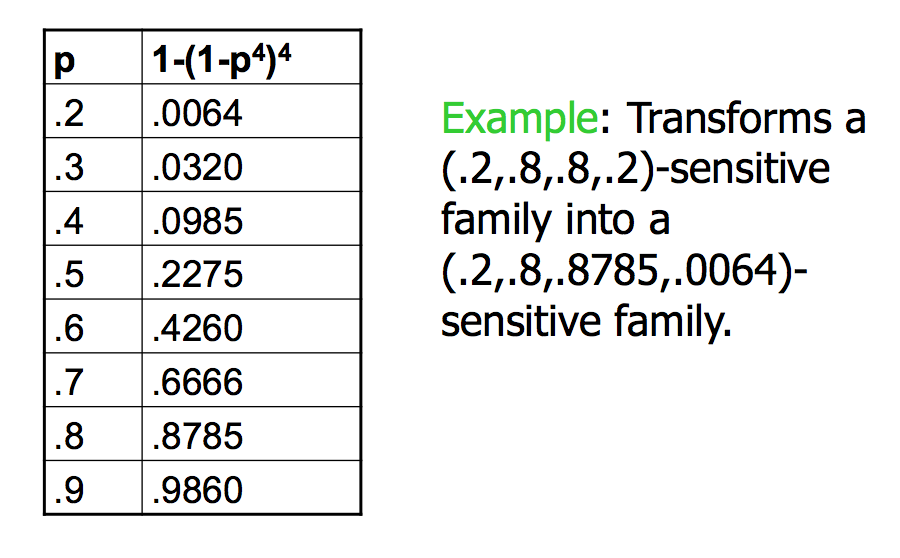 p 1-(1-p⁴)⁴
.2 .0064
.3 .0320
.4 .0985
.5 .2275
.6 .4260
.7 .6666
.8 .8785
.9 .9860
Example: Transforms a
(.2,.8,.8,.2)-sensitive
family into a
(.2,.8,.8785,.0064)-
sensitive family.